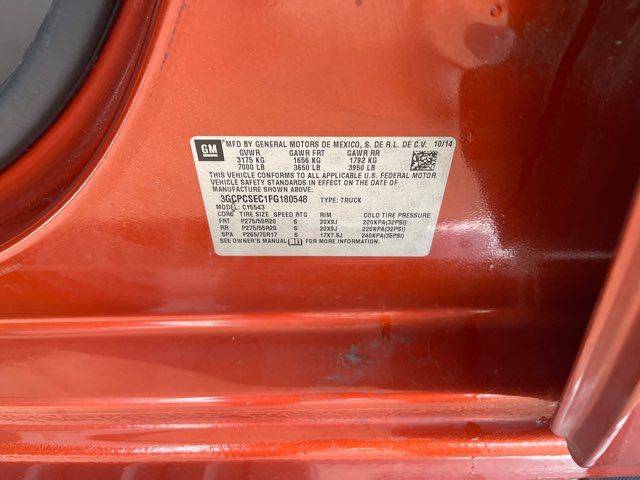 GM
MFD BY GENERAL MOTORS DE MEXICO, S. DE R.L. DE C.V. 10/14
GVWR GAWR FRT GAWR RR
3175 KG 1656 KG 1792 KG
7000 LB 3650 LB 3950 LB
THIS VEHICLE CONFORMS TO ALL APPLICABLE U.S. FEDERAL MOTOR
VEHICLE SAFETY STANDARDS IN EFFECT ON THE DATE OF
MANUFACTURE SHOWN ABOVE.
3GCPCSEC1FG180548 TYPE: TRUCK
MODEL: C15543
TIRE SIZE SPEED RTG RIM COLD TIRE PRESSURE
FRT P275/55R20 S 20X9J 220KPA(32PSI)
RR P275/55R20 S 20X9J 220KPA(32PSI)
SPA P265/70R17 S 17X7.5J 240KPA(35PSI)
SEE OWNER'S MANUAL FOR MORE INFORMATION.